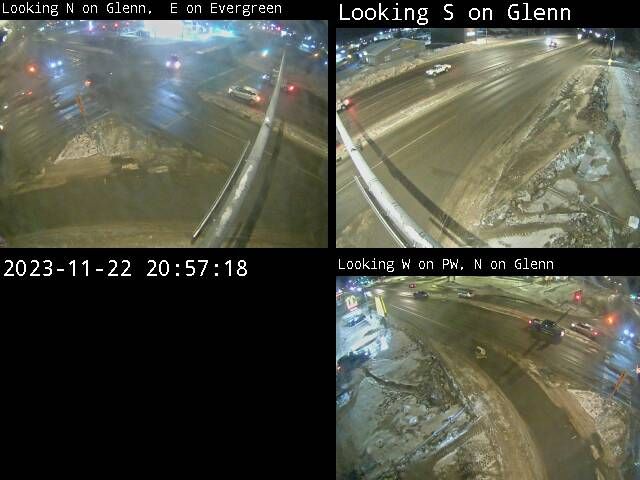 Looking N on Glenn, E on Evergreen
Looking S on Glenn
2023-11-22 20:57:18
Looking W on PW, N on Glenn